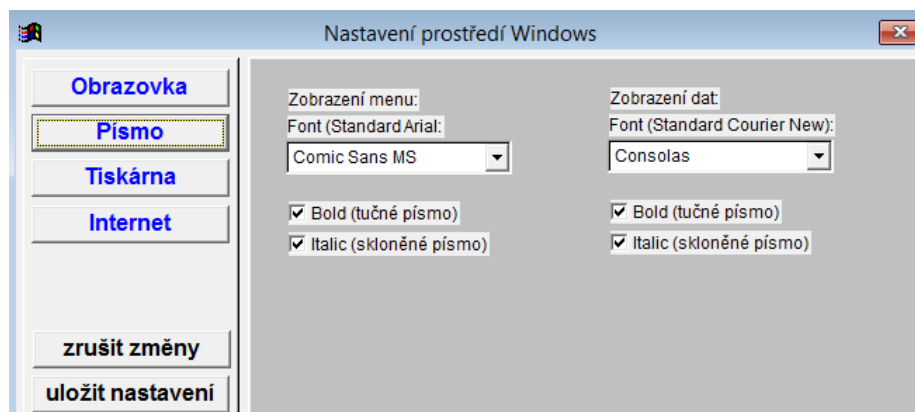 Nastavení prostředí Windows
Obrazovka
Písmo
Tiskárna
Internet
zrušit změny
uložit nastavení
Zobrazení menu:
Font (Standard Arial:
Comic Sans MS
Bold (tučné písmo)
Italic (skloněné písmo)
Zobrazení dat:
Font (Standard Courier New):
Consolas
Bold (tučné písmo)
Italic (skloněné písmo)